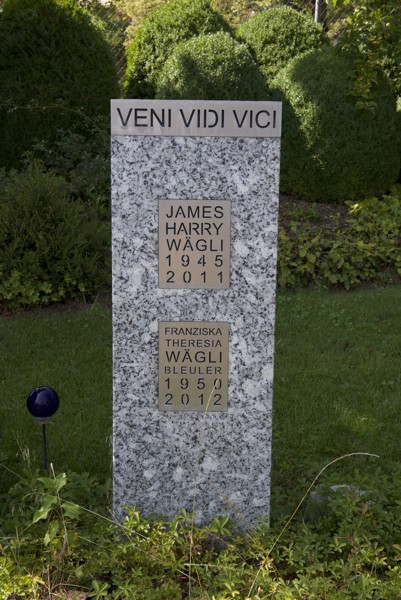 VENI VIDI VICI
JAMES
HARRY
WÄGLI
1945
2011
FRANZISKA
THERESIA
WÄGLI
BLEULER
1950
2012